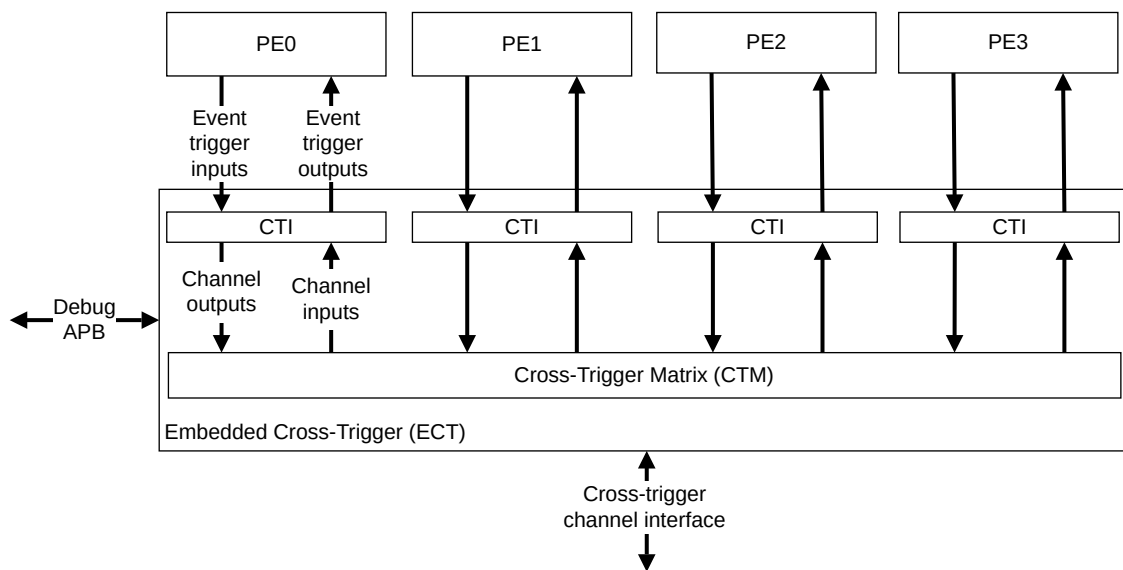 PE0
PE1
PE2
PE3
Event
trigger
inputs
Event
trigger
outputs
CTI
CTI
CTI
CTI
Channel
outputs
Channel
inputs
Debug
APB
Cross-Trigger Matrix (CTM)
Embedded Cross-Trigger (ECT)
Cross-trigger
channel interface